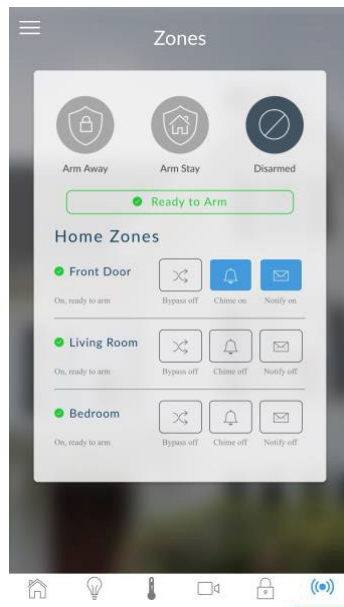 Zones
Arm Away Arm Stay Disarmed
Ready to Arm
Home Zones
Front Door
On, ready to arm Bypass off Chime on Notify on
Living Room
On, ready to arm Bypass off Chime off Notify off
Bedroom
On, ready to arm Bypass off Chime off Notify off